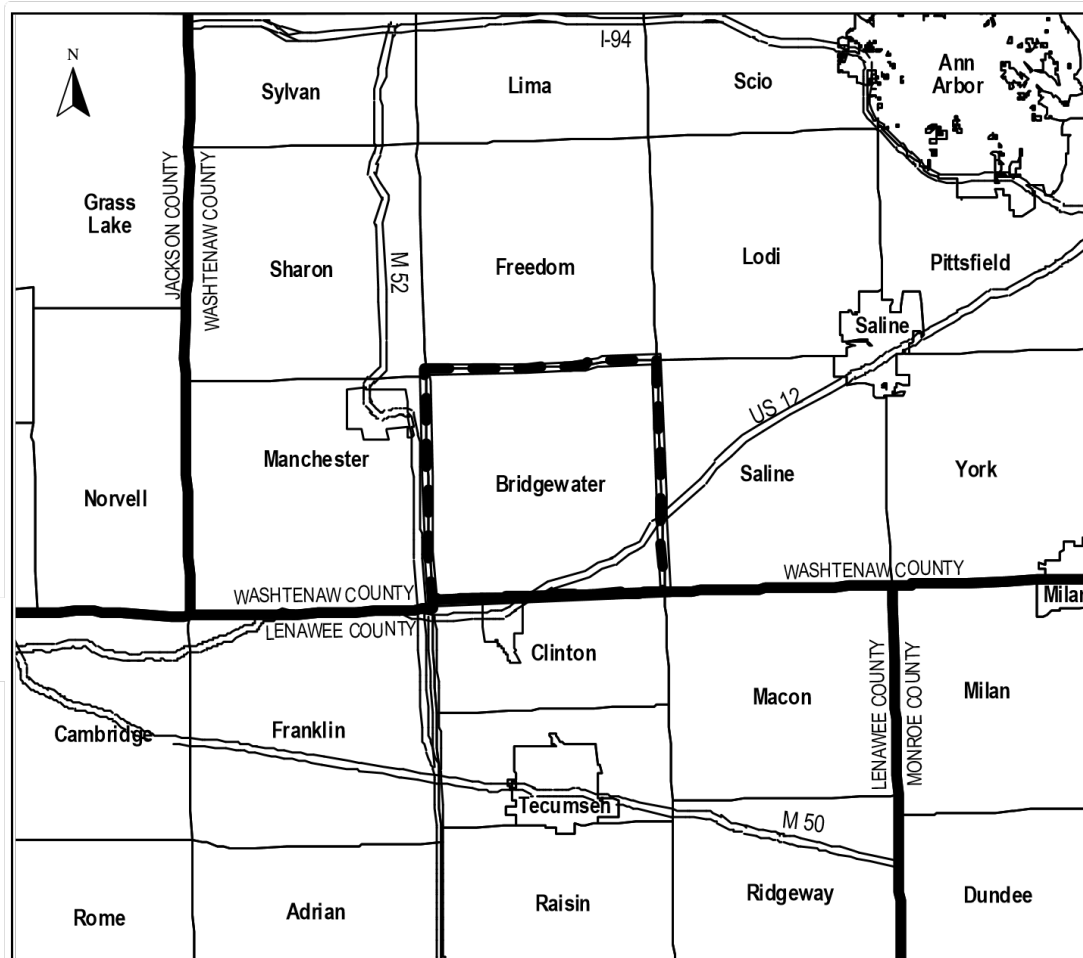 I-94
N
Ann
Arbor
Sylvan
Lima
Scio
JACKSON COUNTY
WASHTENAW COUNTY
Grass
Lake
M 52
Sharon
Freedom
Lodi
Pittsfield
Saline
US 12
Manchester
Bridgewater
Saline
York
Norvell
WASHTENAW COUNTY
WASHTENAW COUNTY
Milan
LENAWEE COUNTY
Clinton
LENAWEE COUNTY
MONROE COUNTY
Macon
Milan
Cambridge
Franklin
Tecumseh
M 50
Rome
Adrian
Raisin
Ridgeway
Dundee